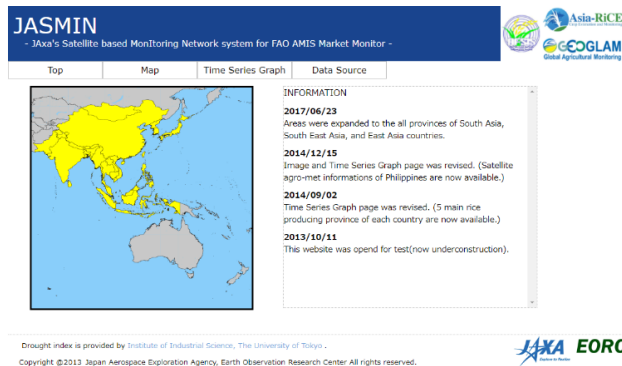 JASMIN
- JAxa's Satellite based MonItoring Network system for FAO AMIS Market Monitor -
Asia-RiCE
GEOGLAM
Global Agricultural Monitoring
Top Map Time Series Graph Data Source
INFORMATION
2017/06/23
Areas were expanded to the all provinces of South Asia,
South East Asia, and East Asia countries.
2014/12/15
Image and Time Series Graph page was revised. (Satellite
agro-met informations of Philippines are now available.)
2014/09/02
Time Series Graph page was revised. (5 main rice
producing province of each country are now available.)
2013/10/11
This website was opend for test(now underconstruction).
Drought index is provided by Institute of Industrial Science, The University of Tokyo .
Copyright @2013 Japan Aerospace Exploration Agency, Earth Observation Research Center All rights reserved.
JAXA
Explore to Realize
EORC